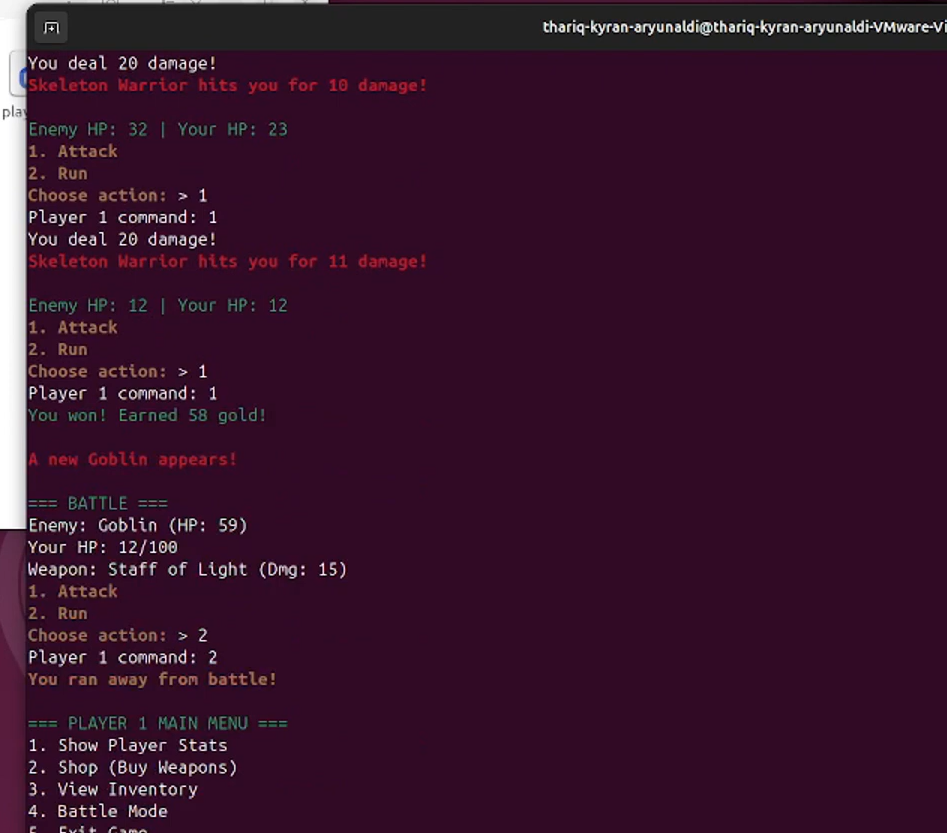 thariq-kyran-aryunaldi@thariq-kyran-aryunaldi-VMware-Vi
play
You deal 20 damage!
Skeleton Warrior hits you for 10 damage!
Enemy HP: 32 | Your HP: 23
1. Attack
2. Run
Choose action: > 1
Player 1 command: 1
You deal 20 damage!
Skeleton Warrior hits you for 11 damage!
Enemy HP: 12 | Your HP: 12
1. Attack
2. Run
Choose action: > 1
Player 1 command: 1
You won! Earned 58 gold!
A new Goblin appears!
=== BATTLE ===
Enemy: Goblin (HP: 59)
Your HP: 12/100
Weapon: Staff of Light (Dmg: 15)
1. Attack
2. Run
Choose action: > 2
Player 1 command: 2
You ran away from battle!
=== PLAYER 1 MAIN MENU ===
1. Show Player Stats
2. Shop (Buy Weapons)
3. View Inventory
4. Battle Mode
5. Exit Game